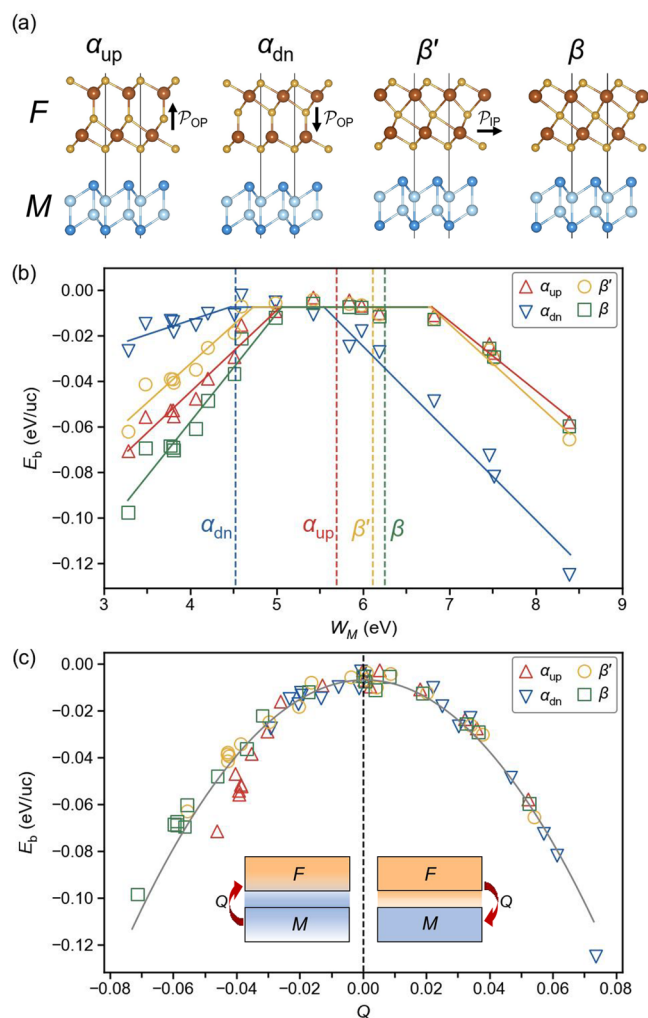 (a)
α_up α_dn β′ β
F 𝒫_OP 𝒫_OP 𝒫_IP
M
(b)
0.00
−0.02
−0.04
−0.06
−0.08
−0.10
−0.12
E_b (eV/uc)
α_up β′
α_dn β
α_dn α_up β′ β
3 4 5 6 7 8 9
W_M (eV)
(c)
0.00
−0.02
−0.04
−0.06
−0.08
−0.10
−0.12
E_b (eV/uc)
α_up β′
α_dn β
F F
Q Q
M M
−0.08 −0.06 −0.04 −0.02 0.00 0.02 0.04 0.06 0.08
Q